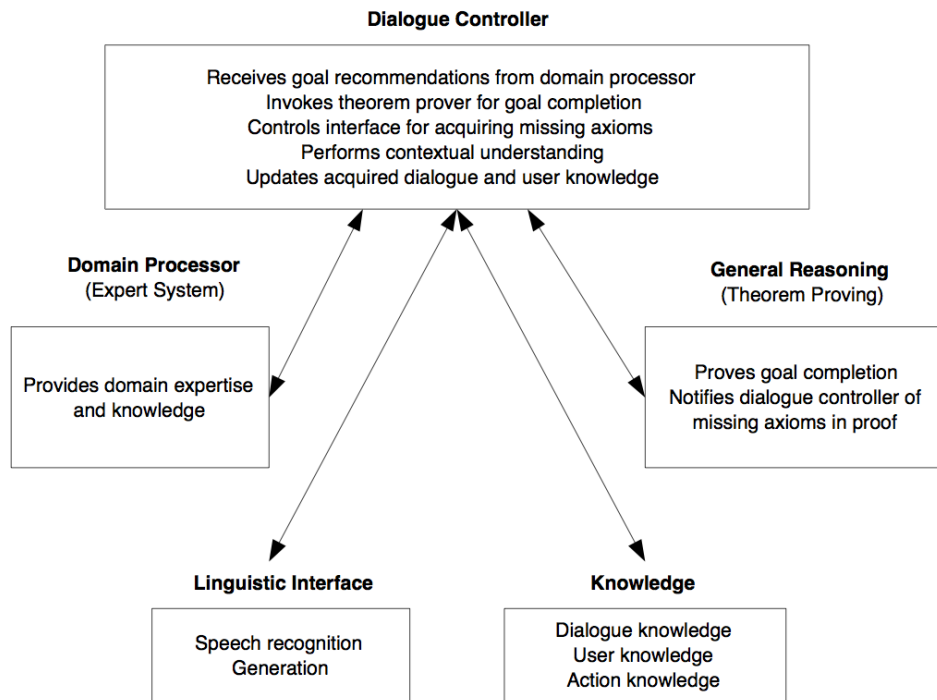 Dialogue Controller
Receives goal recommendations from domain processor
Invokes theorem prover for goal completion
Controls interface for acquiring missing axioms
Performs contextual understanding
Updates acquired dialogue and user knowledge
Domain Processor
(Expert System)
Provides domain expertise
and knowledge
General Reasoning
(Theorem Proving)
Proves goal completion
Notifies dialogue controller of
missing axioms in proof
Linguistic Interface
Speech recognition
Generation
Knowledge
Dialogue knowledge
User knowledge
Action knowledge